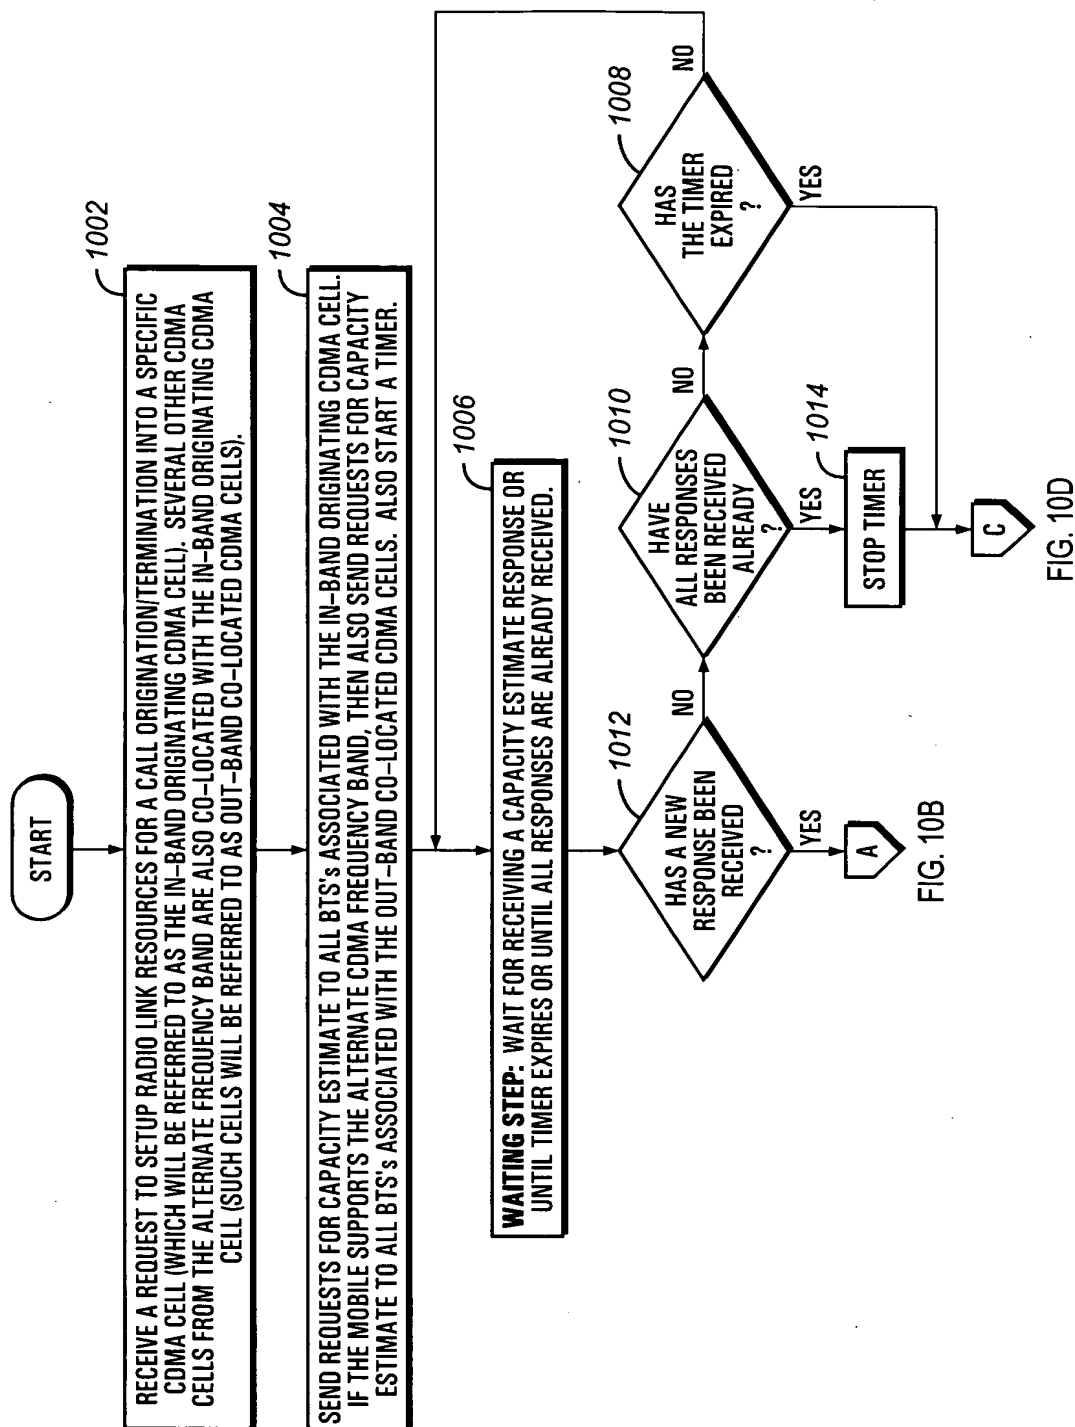 START
1002
RECEIVE A REQUEST TO SETUP RADIO LINK RESOURCES FOR A CALL ORIGINATION/TERMINATION INTO A SPECIFIC
CDMA CELL (WHICH WILL BE REFERRED TO AS THE IN-BAND ORIGINATING CDMA CELL). SEVERAL OTHER CDMA
CELLS FROM THE ALTERNATE FREQUENCY BAND ARE ALSO CO-LOCATED WITH THE IN-BAND ORIGINATING CDMA
CELL (SUCH CELLS WILL BE REFERRED TO AS OUT-BAND CO-LOCATED CDMA CELLS).
1004
SEND REQUESTS FOR CAPACITY ESTIMATE TO ALL BTS's ASSOCIATED WITH THE IN-BAND ORIGINATING CDMA CELL.
IF THE MOBILE SUPPORTS THE ALTERNATE CDMA FREQUENCY BAND, THEN ALSO SEND REQUESTS FOR CAPACITY
ESTIMATE TO ALL BTS's ASSOCIATED WITH THE OUT-BAND CO-LOCATED CDMA CELLS. ALSO START A TIMER.
1006
WAITING STEP: WAIT FOR RECEIVING A CAPACITY ESTIMATE RESPONSE OR
UNTIL TIMER EXPIRES OR UNTIL ALL RESPONSES ARE ALREADY RECEIVED.
1012
HAS A NEW
RESPONSE BEEN
RECEIVED
?
NO
YES
A
FIG. 10B
1010
HAVE
ALL RESPONSES
BEEN RECEIVED
ALREADY
?
NO
YES
1014
STOP TIMER
C
FIG. 10D
1008
HAS
THE TIMER
EXPIRED
?
NO
YES